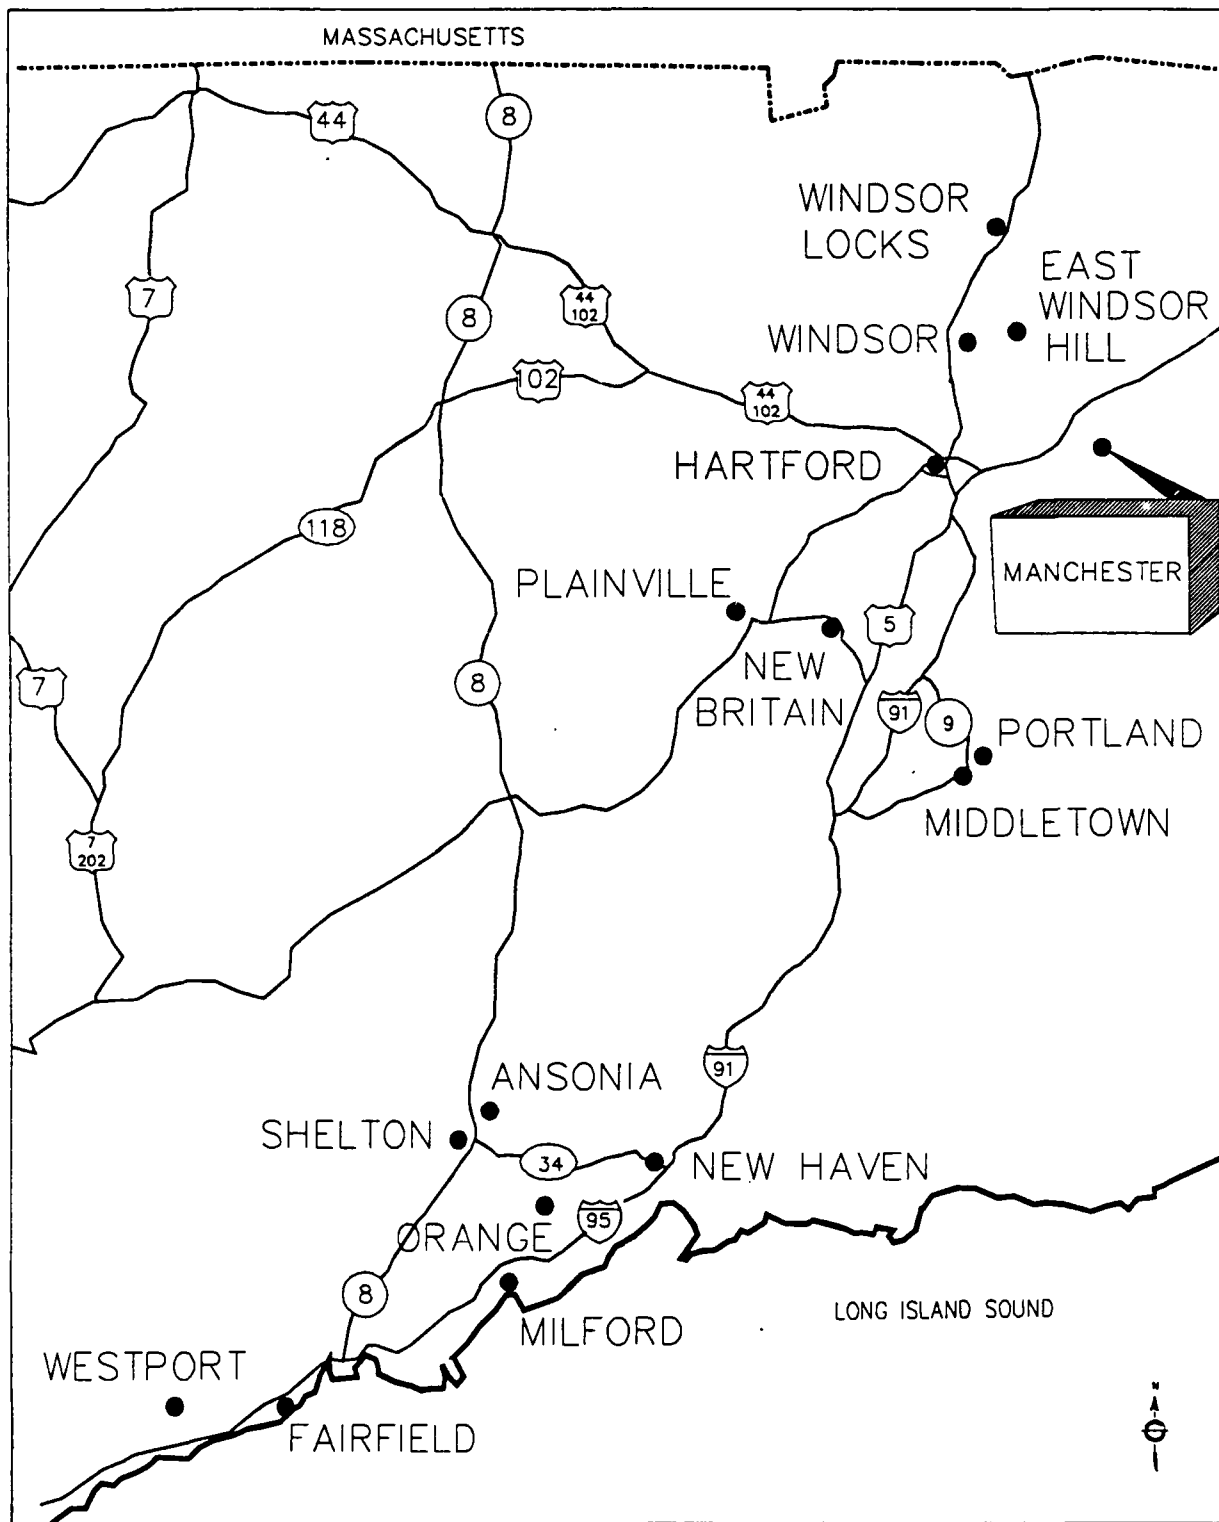 MASSACHUSETTS
44
8
WINDSOR
LOCKS
EAST
WINDSOR
HILL
7
8
44
102
WINDSOR
102
44
102
HARTFORD
118
MANCHESTER
PLAINVILLE
5
7
8
NEW
BRITAIN
91
9
PORTLAND
MIDDLETOWN
7
202
91
ANSONIA
SHELTON
34
NEW HAVEN
95
ORANGE
8
LONG ISLAND SOUND
MILFORD
WESTPORT
FAIRFIELD
N